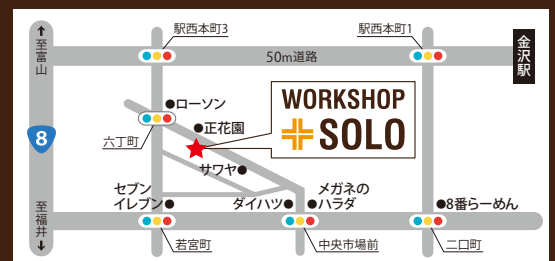 駅西本町3
駅西本町1
至富山
50m道路
金沢駅
ローソン
正花園
WORKSHOP
SOLO
8
六丁町
サワヤ
セブン
イレブン
ダイハツ
メガネの
ハラダ
8番らーめん
至福井
若宮町
中央市場前
二口町